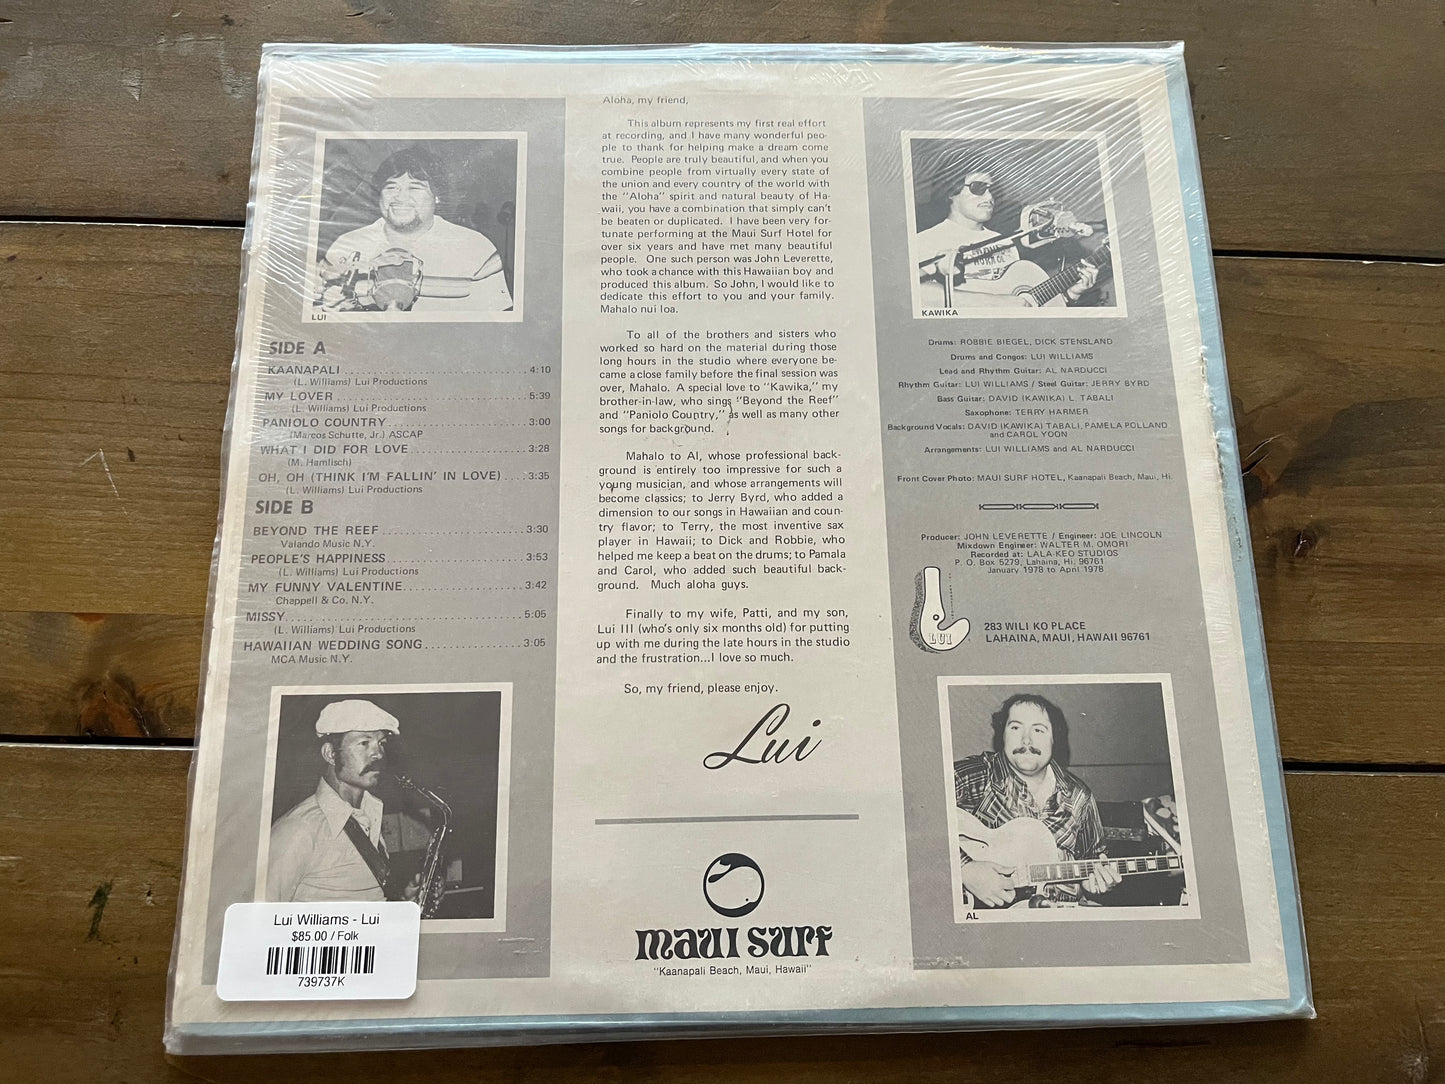 LUI
SIDE A
KAANAPALI 4:10
(L. Williams) Lui Productions
MY LOVER 5:39
(L. Williams) Lui Productions
PANIOLO COUNTRY 3:00
(Marcos Schutte, Jr.) ASCAP
WHAT I DID FOR LOVE 3:28
(M. Hamlisch)
OH, OH (THINK I'M FALLIN' IN LOVE) 3:35
(L. Williams) Lui Productions
SIDE B
BEYOND THE REEF 3:30
Valando Music N.Y.
PEOPLE'S HAPPINESS 3:53
(L. Williams) Lui Productions
MY FUNNY VALENTINE 3:42
Chappell & Co. N.Y.
MISSY 5:05
(L. Williams) Lui Productions
HAWAIIAN WEDDING SONG 3:05
MCA Music N.Y.
Lui Williams - Lui
$85.00 / Folk
739737K
Aloha, my friend,
This album represents my first real effort
at recording, and I have many wonderful peo-
ple to thank for helping make a dream come
true. People are truly beautiful, and when you
combine people from virtually every state of
the union and every country of the world with
the "Aloha" spirit and natural beauty of Ha-
waii, you have a combination that simply can't
be beaten or duplicated. I have been very for-
tunate performing at the Maui Surf Hotel for
over six years and have met many beautiful
people. One such person was John Leverette,
who took a chance with this Hawaiian boy and
produced this album. So John, I would like to
dedicate this effort to you and your family.
Mahalo nui loa.
To all of the brothers and sisters who
worked so hard on the material during those
long hours in the studio where everyone be-
came a close family before the final session was
over, Mahalo. A special love to "Kawika," my
brother-in-law, who sings "Beyond the Reef"
and "Paniolo Country," as well as many other
songs for background.
Mahalo to Al, whose professional back-
ground is entirely too impressive for such a
young musician, and whose arrangements will
become classics; to Jerry Byrd, who added a
dimension to our songs in Hawaiian and coun-
try flavor; to Terry, the most inventive sax
player in Hawaii; to Dick and Robbie, who
helped me keep a beat on the drums; to Pamala
and Carol, who added such beautiful back-
ground. Much aloha guys.
Finally to my wife, Patti, and my son,
Lui III (who's only six months old) for putting
up with me during the late hours in the studio
and the frustration...I love so much.
So, my friend, please enjoy.
Lui
maui surf
"Kaanapali Beach, Maui, Hawaii"
KAWIKA
Drums: ROBBIE BIEGEL, DICK STENSLAND
Drums and Congos: LUI WILLIAMS
Lead and Rhythm Guitar: AL NARDUCCI
Rhythm Guitar: LUI WILLIAMS / Steel Guitar: JERRY BYRD
Bass Guitar: DAVID (KAWIKA) L. TABALI
Saxophone: TERRY HARMER
Background Vocals: DAVID (KAWIKA) TABALI, PAMELA POLLAND
and CAROL YOON
Arrangements: LUI WILLIAMS and AL NARDUCCI
Front Cover Photo: MAUI SURF HOTEL, Kaanapali Beach, Maui, Hi.
Producer: JOHN LEVERETTE / Engineer: JOE LINCOLN
Mixdown Engineer: WALTER M. OMORI
Recorded at: LALA-KEO STUDIOS
P. O. Box 5279, Lahaina, Hi. 96761
January 1978 to April 1978
LUI
283 WILI KO PLACE
LAHAINA, MAUI, HAWAII 96761
AL